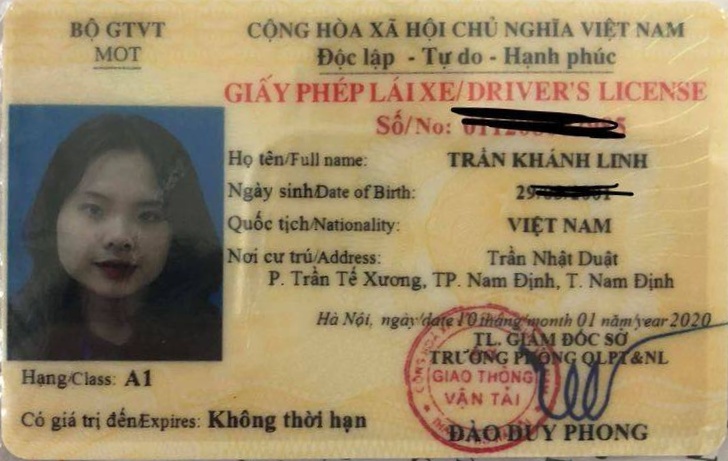 BỘ GTVT
MOT
CỘNG HÒA XÃ HỘI CHỦ NGHĨA VIỆT NAM
Độc lập - Tự do - Hạnh phúc
GIẤY PHÉP LÁI XE/DRIVER'S LICENSE
Số/No:
Họ tên/Full name: TRẦN KHÁNH LINH
Ngày sinh/Date of Birth:
Quốc tịch/Nationality: VIỆT NAM
Nơi cư trú/Address: Trần Nhật Duật
P. Trần Tế Xương, TP. Nam Định, T. Nam Định
Hà Nội, ngày/date 10 tháng/month 01 năm/year 2020
TL. GIÁM ĐỐC SỞ
TRƯỞNG PHÒNG QLPT&NL
GIAO THÔNG
VẬN TẢI
Hạng/Class: A1
Có giá trị đến/Expires: Không thời hạn
ĐÀO DUY PHONG